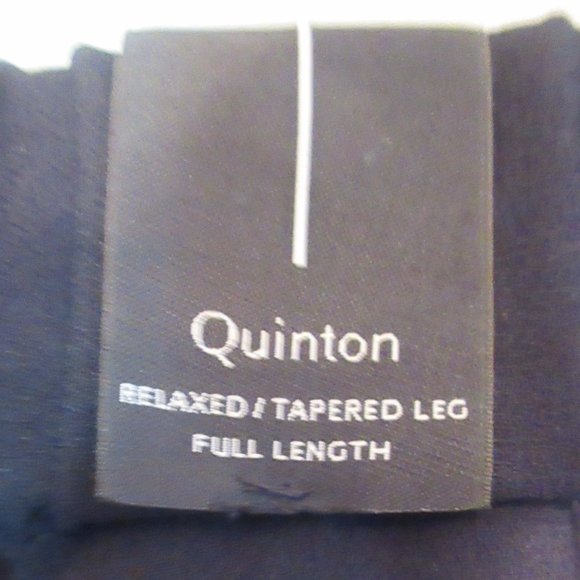 Quinton
RELAXED/TAPERED LEG
FULL LENGTH